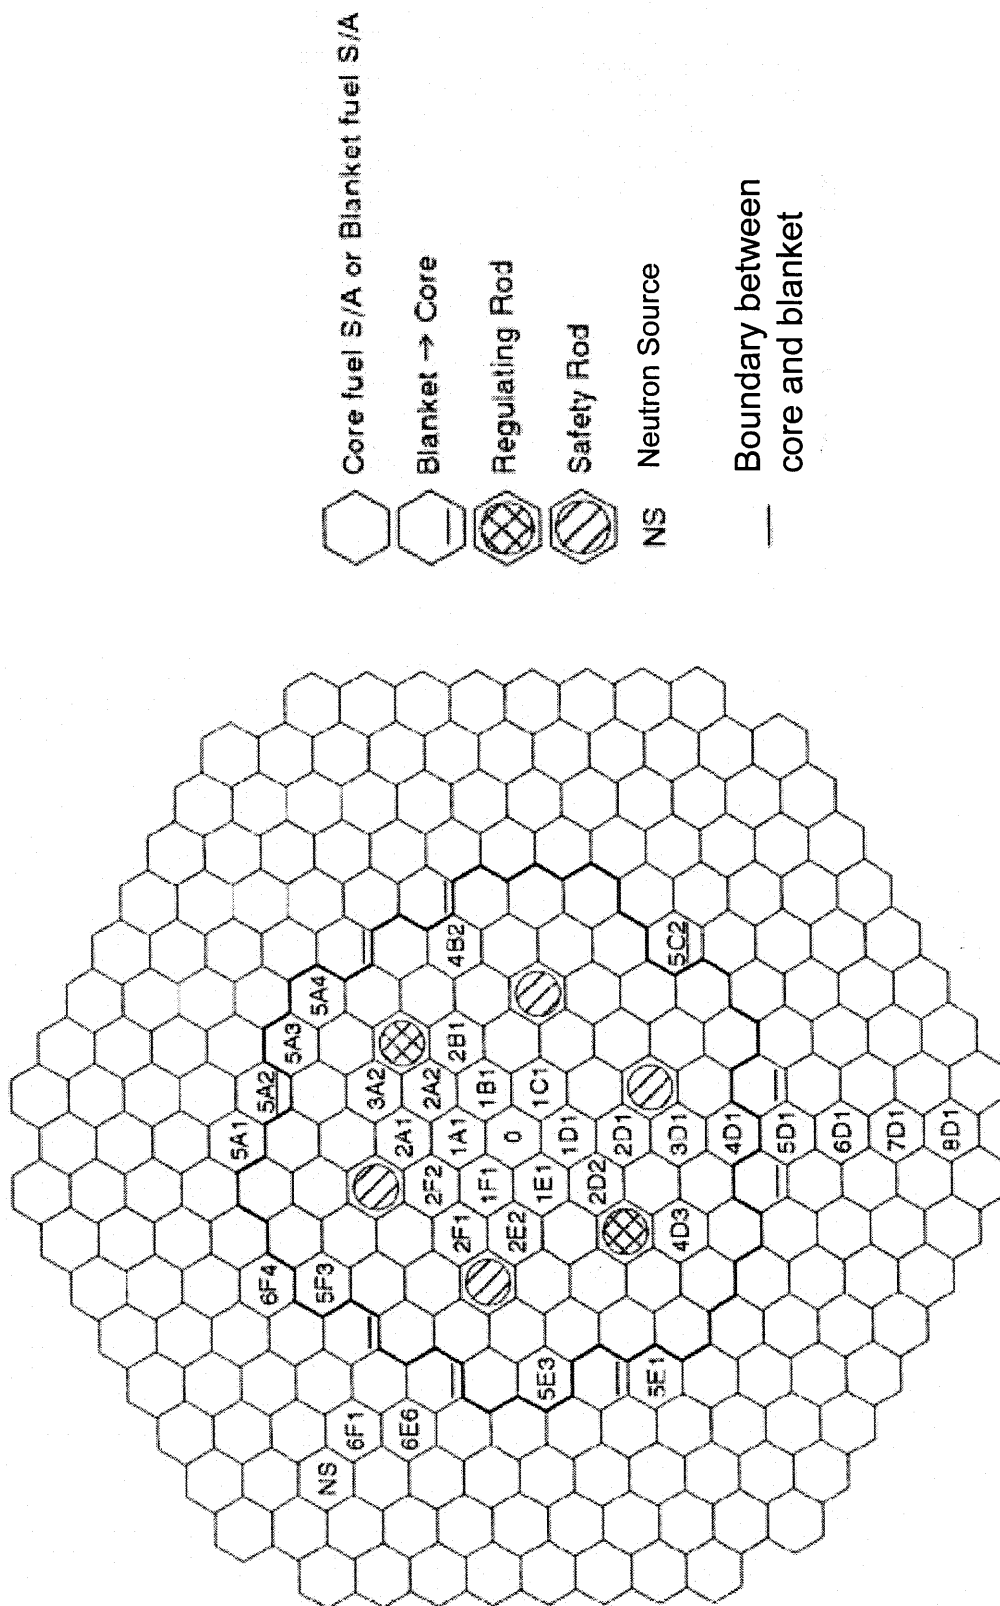 5A1
6F4
5A2
5A3
NS
5F3
5A4
6F1
3A2
6E6
2A1
2F2
2A2
2F1
1A1
2B1
4B2
1F1
1B1
2E2
0
5E3
1E1
1C1
1D1
2D2
2D1
5E1
4D3
3D1
5C2
4D1
5D1
6D1
7D1
8D1
Core fuel S/A or Blanket fuel S/A
Blanket → Core
Regulating Rod
Safety Rod
NS Neutron Source
Boundary between
core and blanket